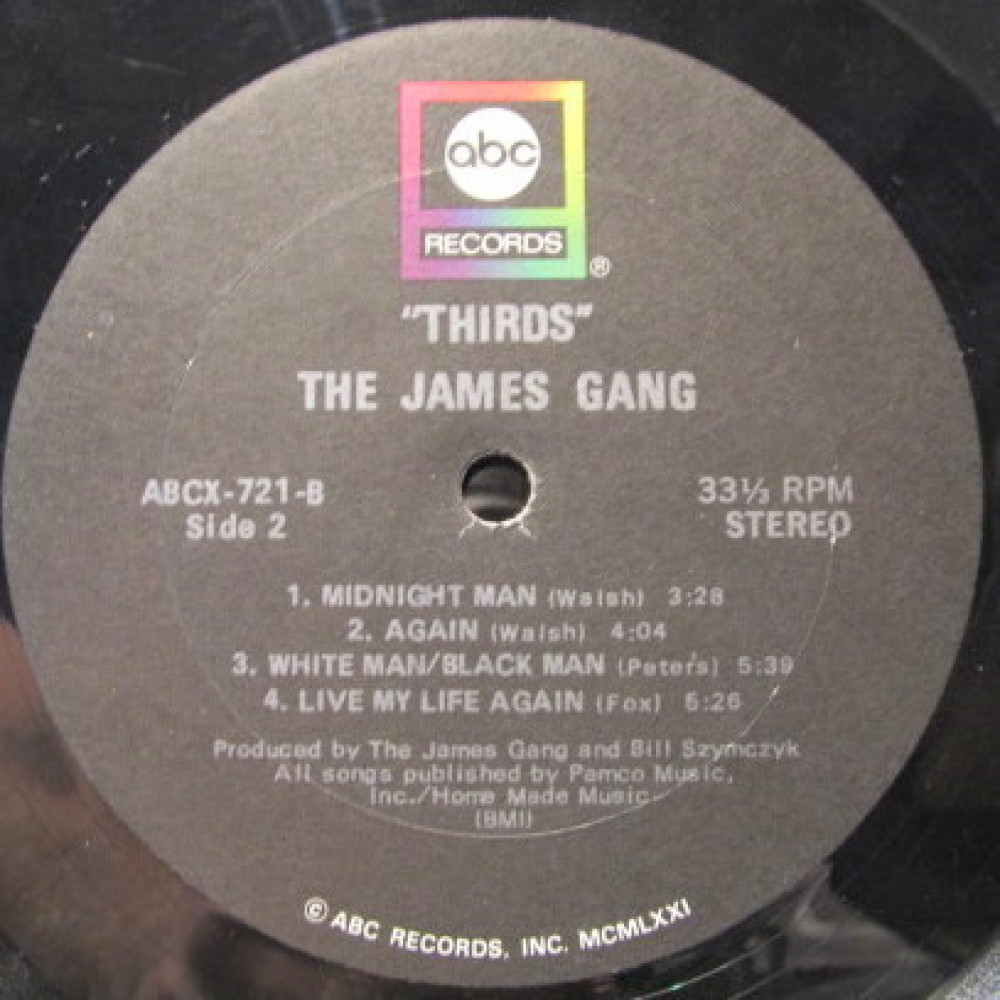 abc
RECORDS
®
"THIRDS"
THE JAMES GANG
ABCX-721-B
Side 2
33⅓ RPM
STEREO
1. MIDNIGHT MAN (Walsh) 3:28
2. AGAIN (Walsh) 4:04
3. WHITE MAN/BLACK MAN (Peters) 5:39
4. LIVE MY LIFE AGAIN (Fox) 5:26
Produced by The James Gang and Bill Szymczyk
All songs published by Pamco Music,
Inc./Home Made Music-
(BMI)
© ABC RECORDS, INC. MCMLXXI